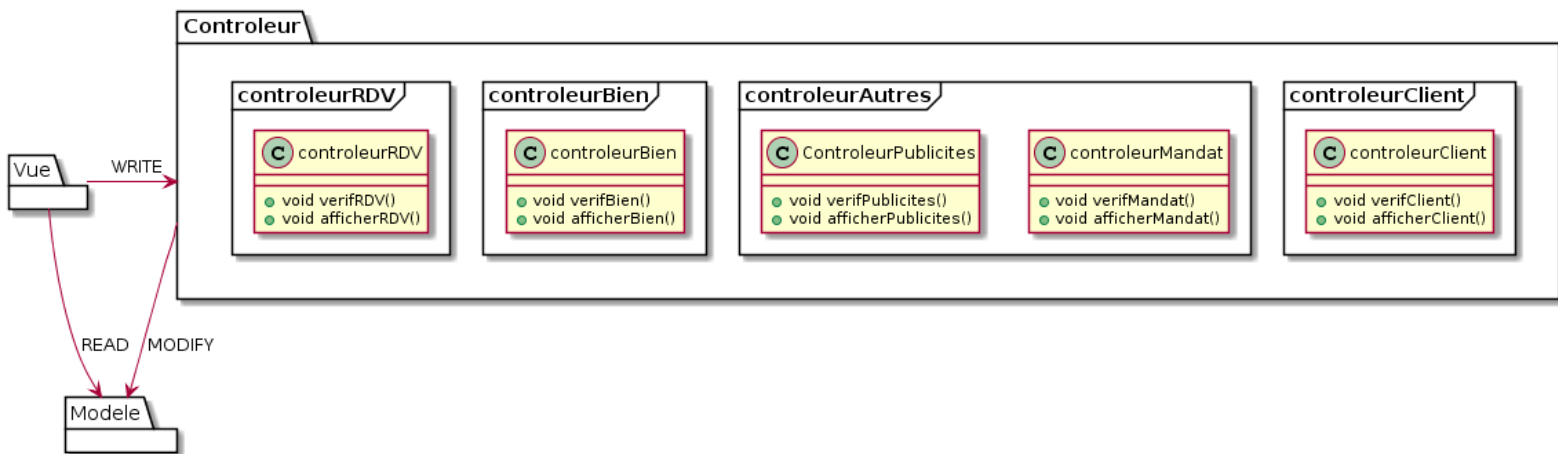 Controleur
controleurRDV
C controleurRDV
void verifRDV()
void afficherRDV()
controleurBien
C controleurBien
void verifBien()
void afficherBien()
controleurAutres
C ControleurPublicites
void verifPublicites()
void afficherPublicites()
C controleurMandat
void verifMandat()
void afficherMandat()
controleurClient
C controleurClient
void verifClient()
void afficherClient()
Vue
WRITE
READ
MODIFY
Modele